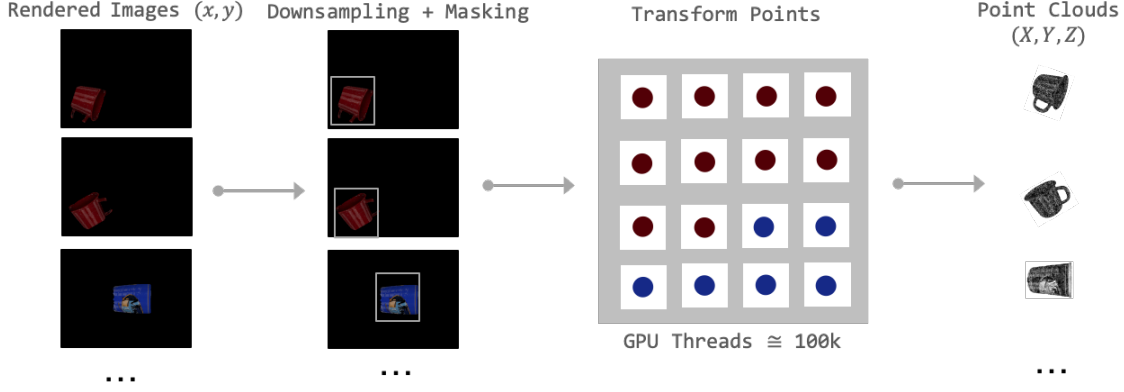 Rendered Images (x, y)
Downsampling + Masking
Transform Points
Point Clouds
(X, Y, Z)
GPU Threads ≅ 100k
...
...
...